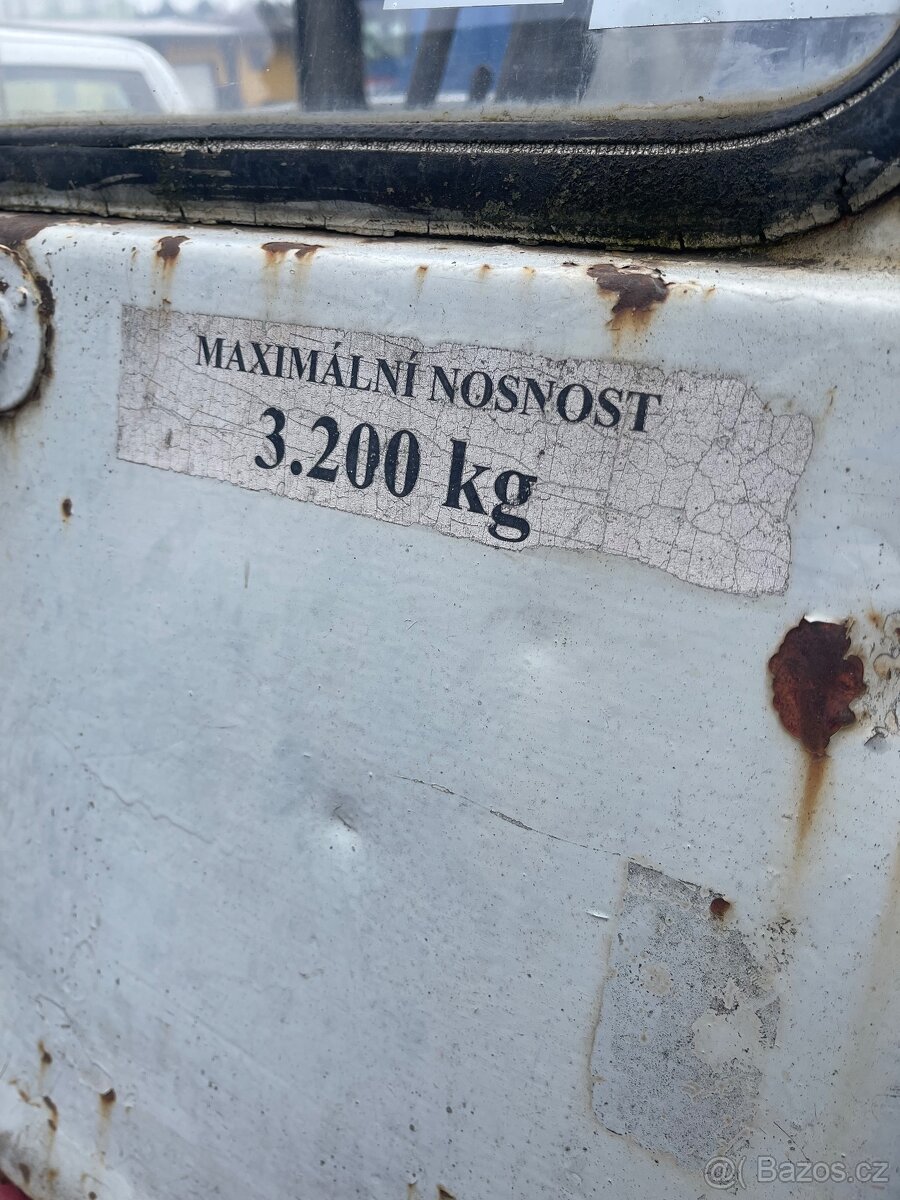 MAXIMÁLNÍ NOSNOST
3.200 kg
@( Bazos.cz